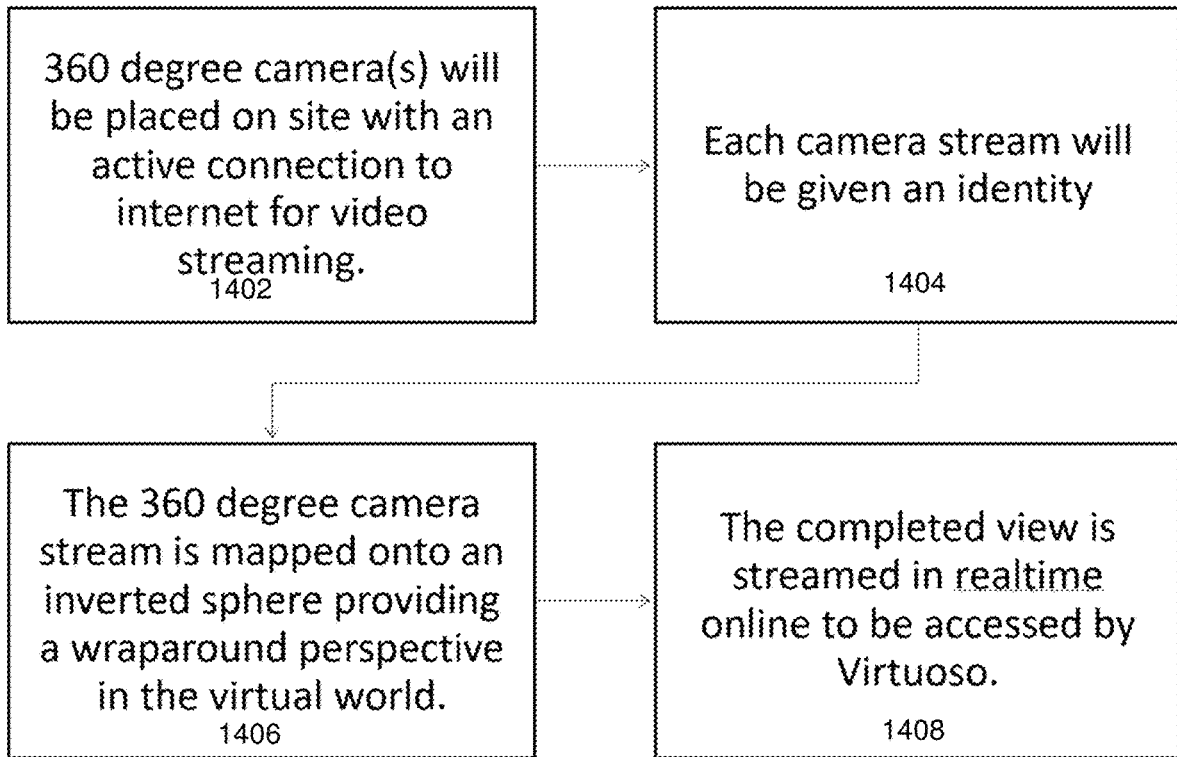 360 degree camera(s) will
be placed on site with an
active connection to
internet for video
streaming.
1402
Each camera stream will
be given an identity
1404
The 360 degree camera
stream is mapped onto an
inverted sphere providing
a wraparound perspective
in the virtual world.
1406
The completed view is
streamed in realtime
online to be accessed by
Virtuoso.
1408